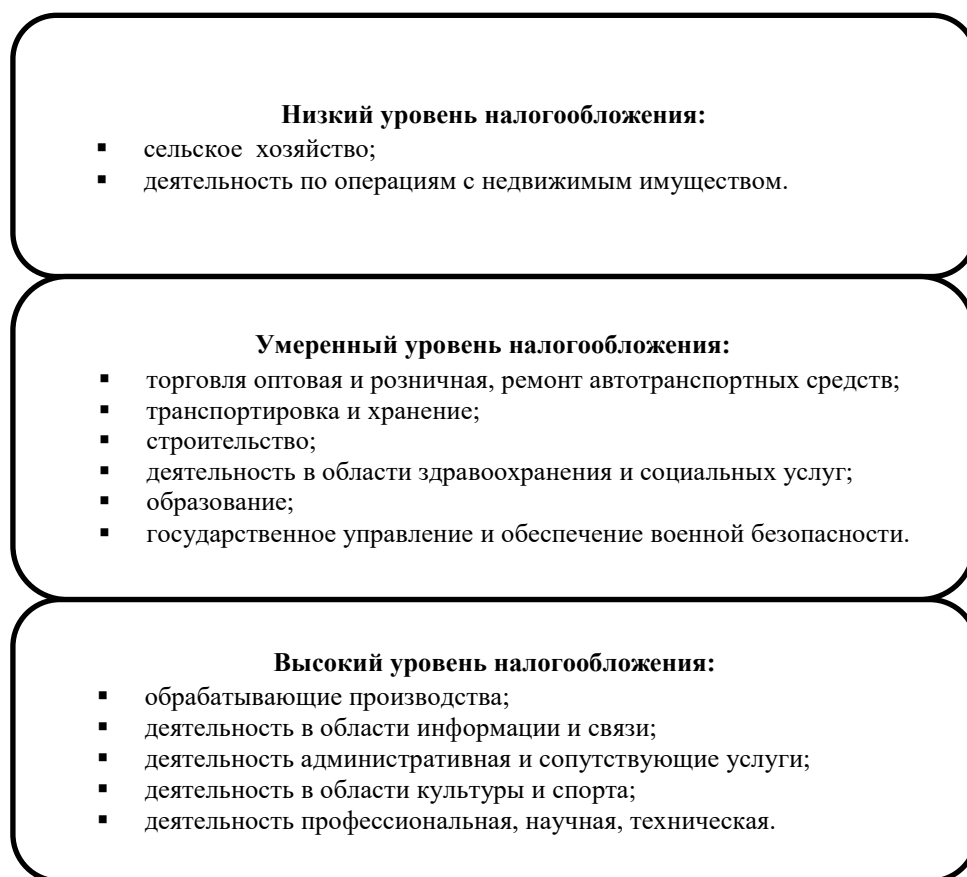 Низкий уровень налогообложения:
▪ сельское хозяйство;
▪ деятельность по операциям с недвижимым имуществом.
Умеренный уровень налогообложения:
▪ торговля оптовая и розничная, ремонт автотранспортных средств;
▪ транспортировка и хранение;
▪ строительство;
▪ деятельность в области здравоохранения и социальных услуг;
▪ образование;
▪ государственное управление и обеспечение военной безопасности.
Высокий уровень налогообложения:
▪ обрабатывающие производства;
▪ деятельность в области информации и связи;
▪ деятельность административная и сопутствующие услуги;
▪ деятельность в области культуры и спорта;
▪ деятельность профессиональная, научная, техническая.